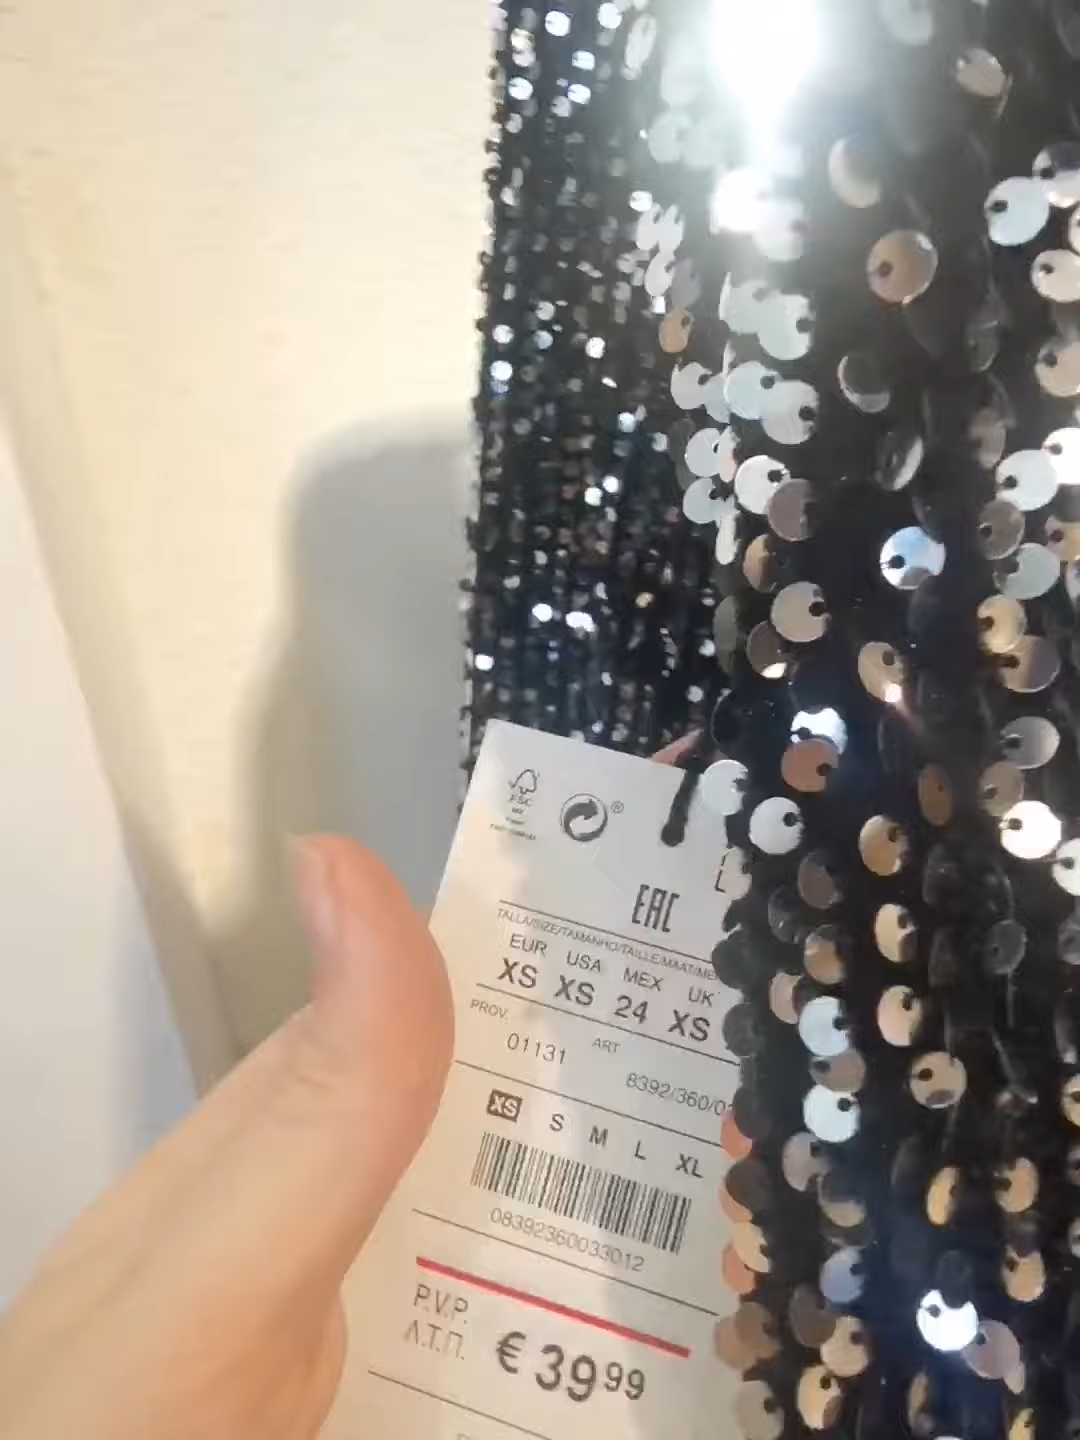 FSC
®
EAC
TALLA/SIZE/TAMANHO/TAILLE/MAAT/ME
EUR USA MEX UK
XS XS 24 XS
PROV. ART
01131 8392/360/0
XS S M L XL
08392360033012
P.V.P.
Λ.Τ.Π. € 39 99